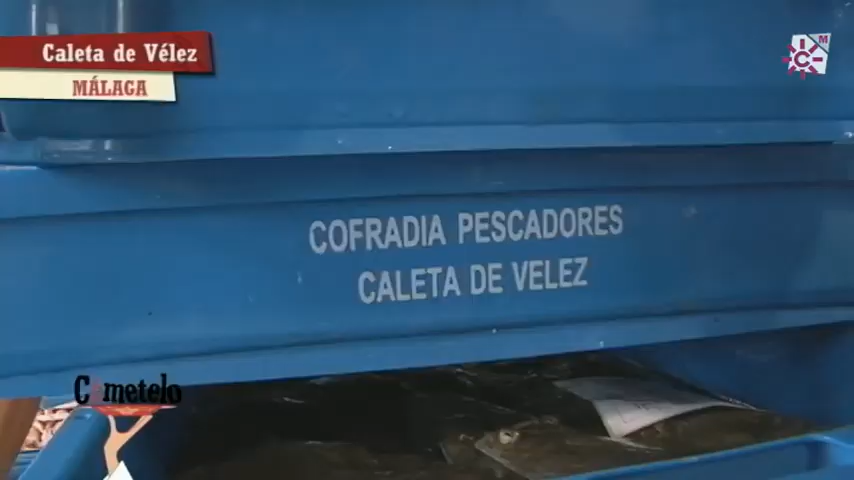 Caleta de Vélez
MÁLAGA
M
C
COFRADIA PESCADORES
CALETA DE VELEZ
Cometelo